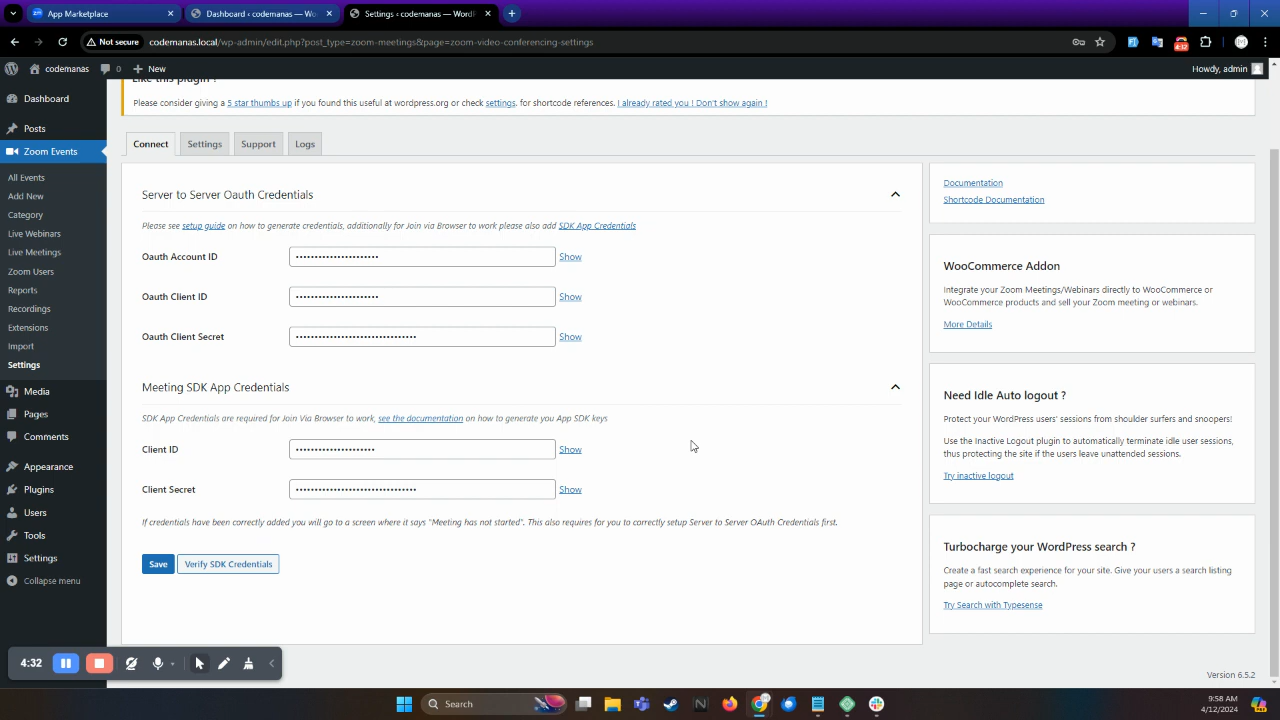 App Marketplace
Dashboard ‹ codemanas — Wo
Settings ‹ codemanas — WordPr
Not secure
codemanas.local/wp-admin/edit.php?post_type=zoom-meetings&page=zoom-video-conferencing-settings
4:32
codemanas
0
New
Howdy, admin
Dashboard
Posts
Zoom Events
All Events
Add New
Category
Live Webinars
Live Meetings
Zoom Users
Reports
Recordings
Extensions
Import
Settings
Media
Pages
Comments
Appearance
Plugins
Users
Tools
Settings
Collapse menu
Like this plugin ?
Please consider giving a 5 star thumbs up if you found this useful at wordpress.org or check settings. for shortcode references. I already rated you ! Don't show again !
Connect
Settings
Support
Logs
Server to Server Oauth Credentials
Please see setup guide on how to generate credentials, additionally for Join via Browser to work please also add SDK App Credentials
Oauth Account ID
Show
Oauth Client ID
Show
Oauth Client Secret
Show
Meeting SDK App Credentials
SDK App Credentials are required for Join Via Browser to work, see the documentation on how to generate you App SDK keys
Client ID
Show
Client Secret
Show
If credentials have been correctly added you will go to a screen where it says "Meeting has not started". This also requires for you to correctly setup Server to Server OAuth Credentials first.
Save
Verify SDK Credentials
Documentation
Shortcode Documentation
WooCommerce Addon
Integrate your Zoom Meetings/Webinars directly to WooCommerce or
WooCommerce products and sell your Zoom meeting or webinars.
More Details
Need Idle Auto logout ?
Protect your WordPress users' sessions from shoulder surfers and snoopers!
Use the Inactive Logout plugin to automatically terminate idle user sessions,
thus protecting the site if the users leave unattended sessions.
Try inactive logout
Turbocharge your WordPress search ?
Create a fast search experience for your site. Give your users a search listing
page or autocomplete search.
Try Search with Typesense
Version 6.5.2
4:32
Search
9:58 AM
4/12/2024